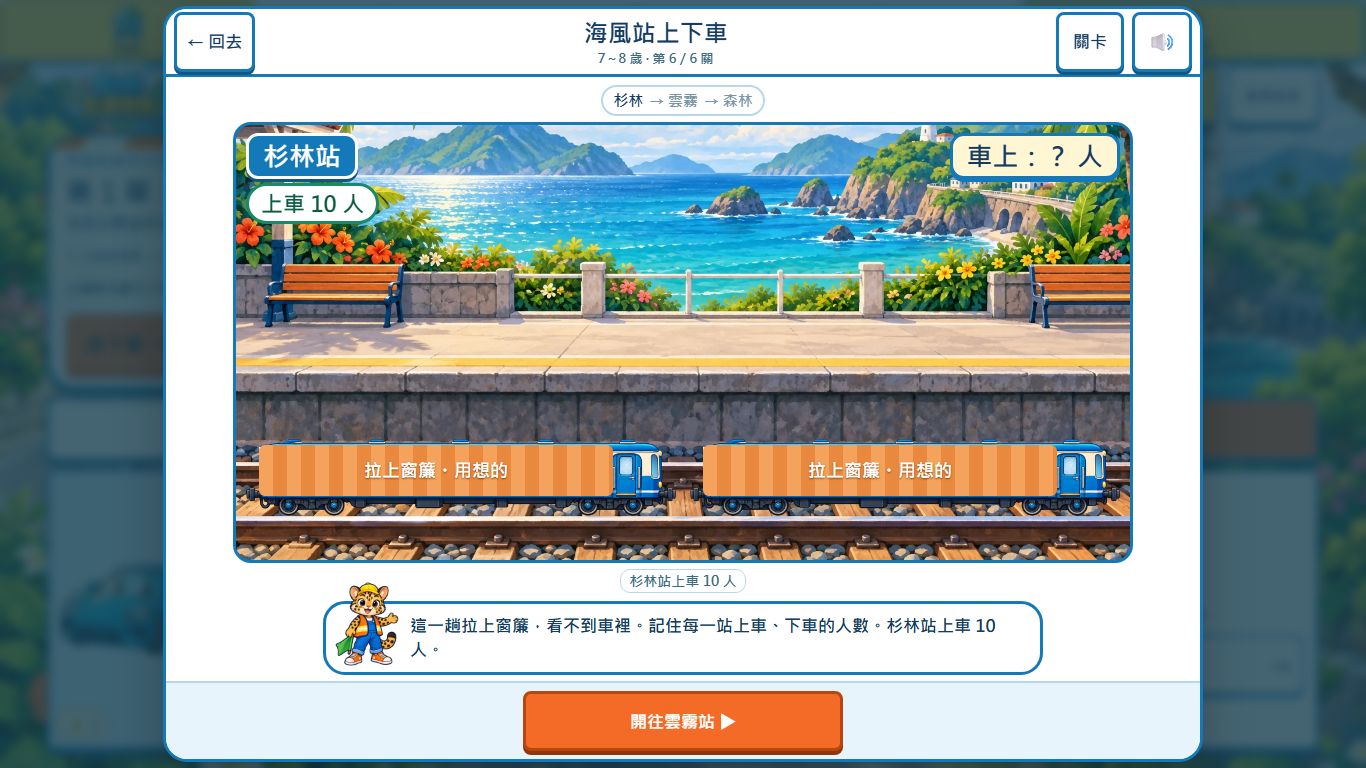 ← 回去
海風站上下車
7~8 歲 · 第 6 / 6 關
關卡
杉林 → 雲霧 → 森林
杉林站
車上：？ 人
上車 10 人
拉上窗簾・用想的
拉上窗簾・用想的
杉林站上車 10 人
這一趟拉上窗簾，看不到車裡。記住每一站上車、下車的人數。杉林站上車 10
人。
開往雲霧站 ▶